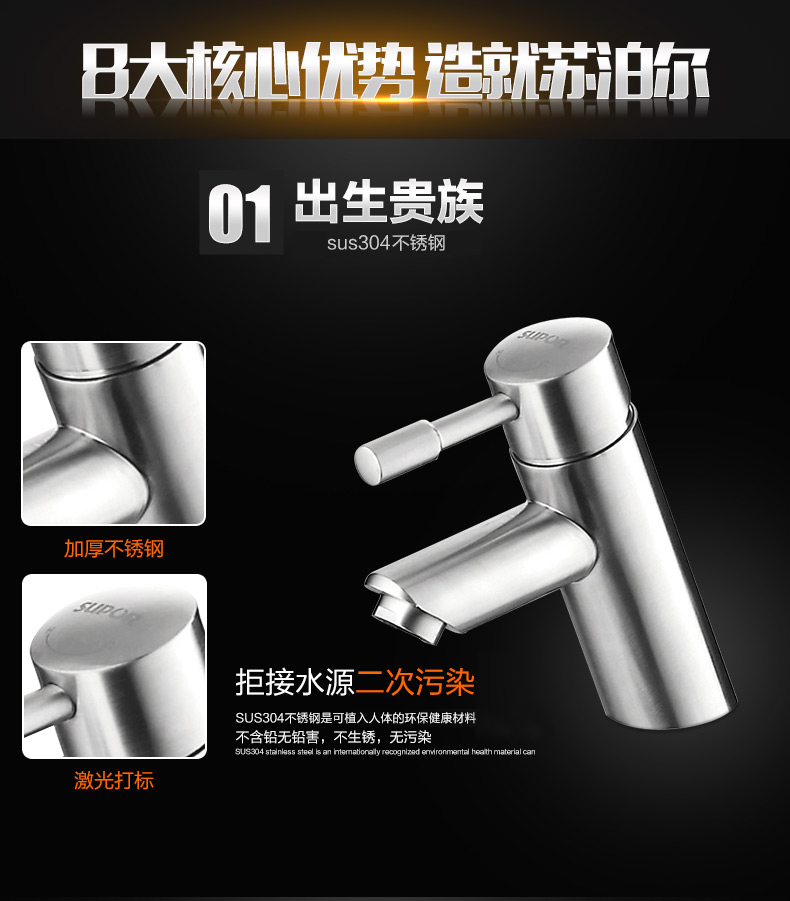 8大核心优势 造就苏泊尔
01 出生贵族
sus304不锈钢
SUPOR
加厚不锈钢
SUPOR
激光打标
拒接水源二次污染
SUS304不锈钢是可植入人体的环保健康材料
不含铅无铅害，不生锈，无污染
SUS304 stainless steel is an internationally recognized environmental health material can